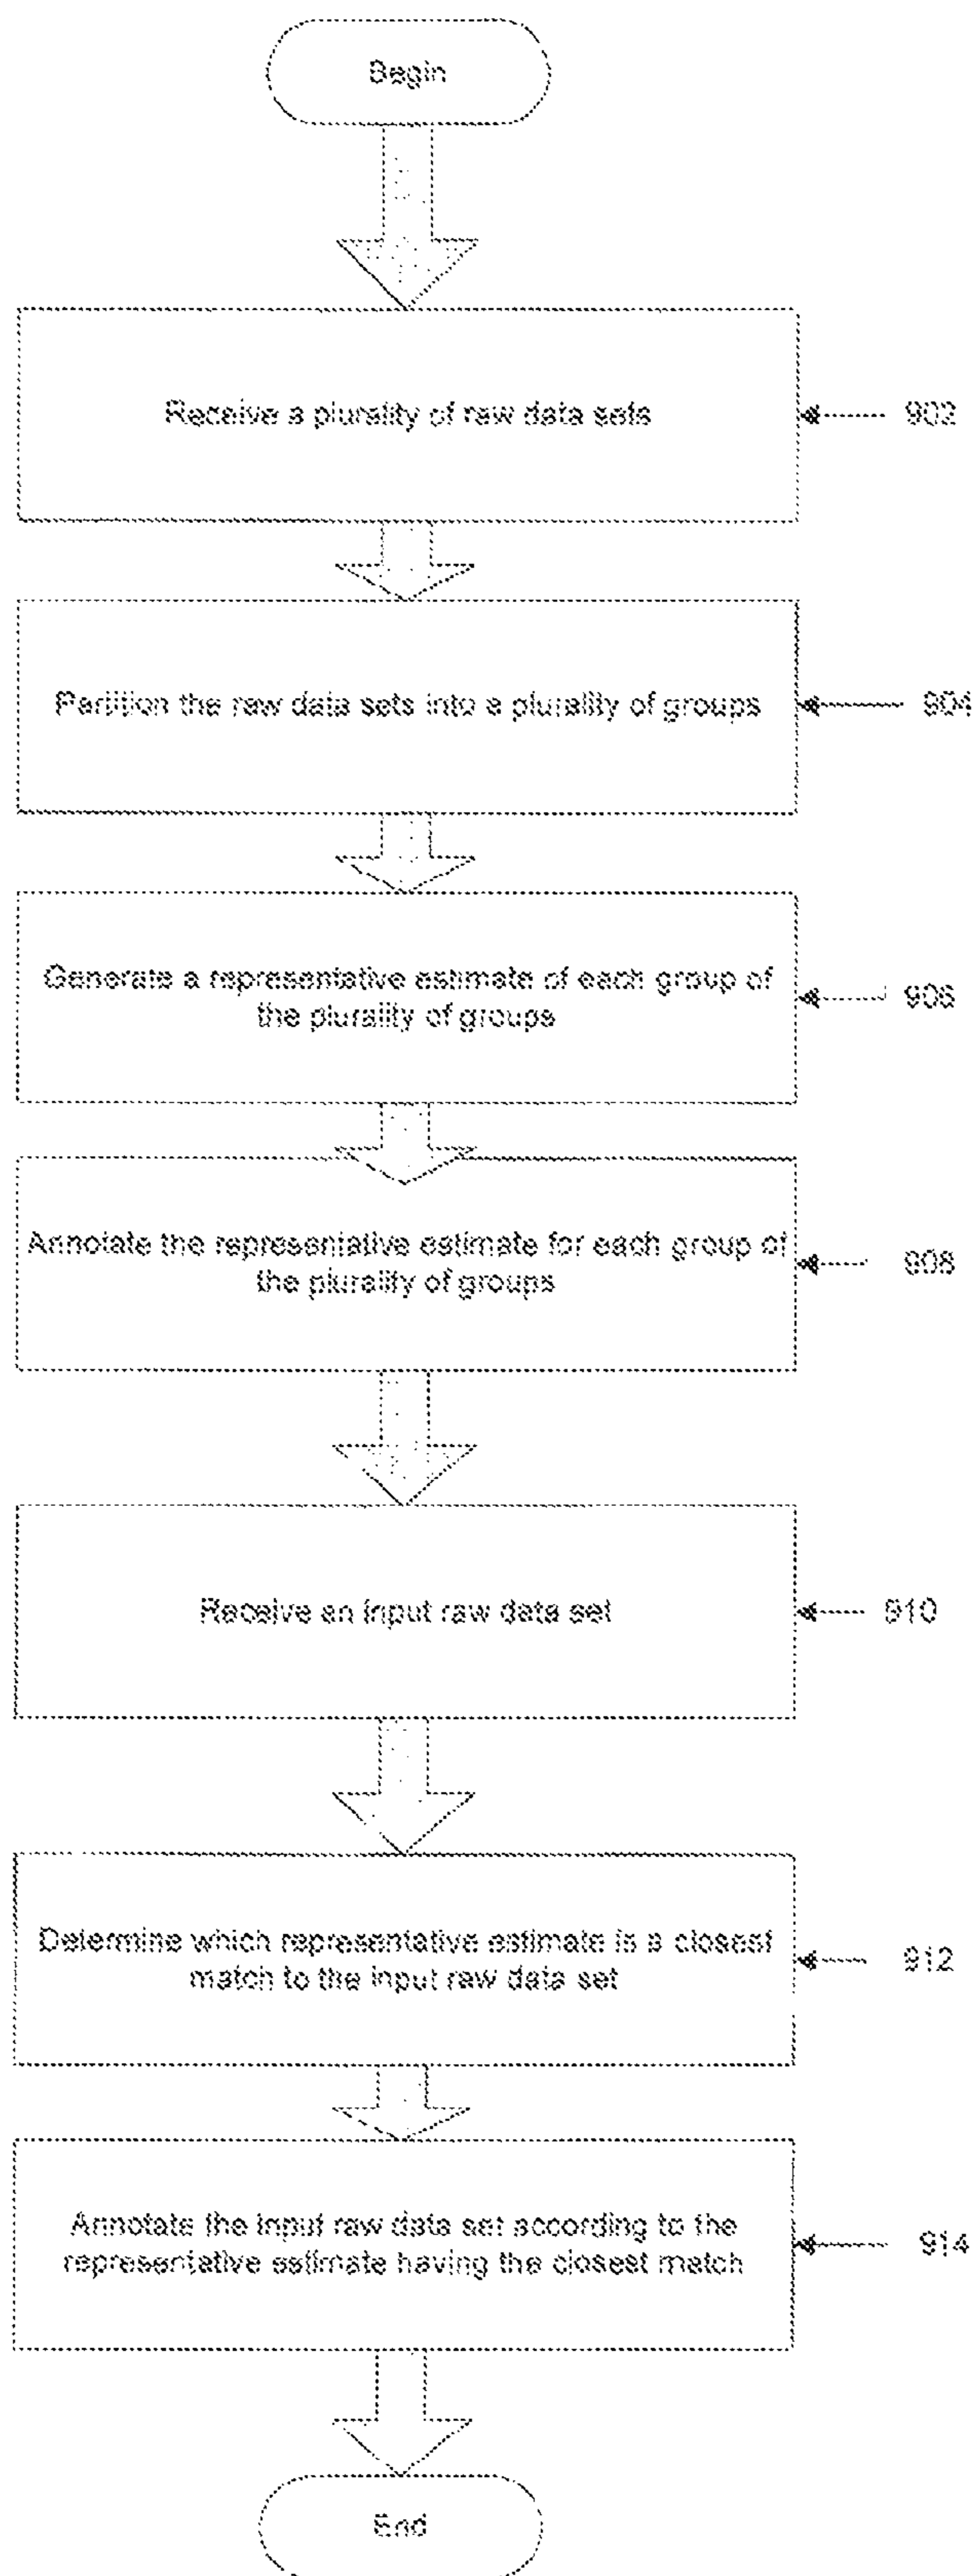 Begin
Receive a plurality of raw data sets
902
Partition the raw data sets into a plurality of groups
904
Generate a representative estimate of each group of
the plurality of groups
906
Annotate the representative estimate for each group of
the plurality of groups
908
Receive an input raw data set
910
Determine which representative estimate is a closest
match to the input raw data set
912
Annotate the input raw data set according to the
representative estimate having the closest match
914
End